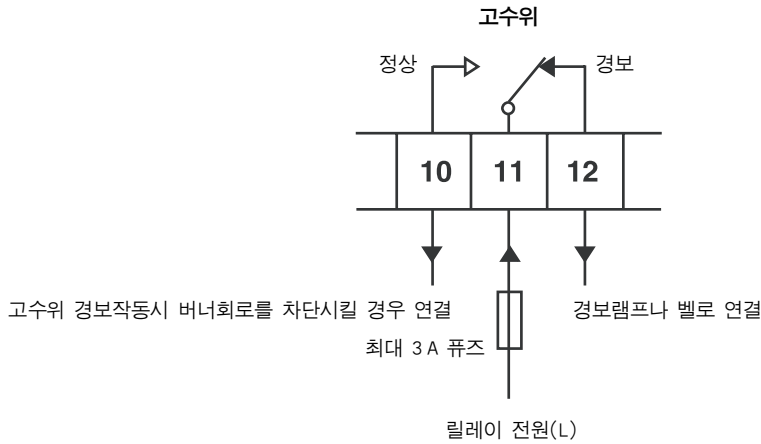 고수위
정상
경보
10 11 12
고수위 경보작동시 버너회로를 차단시킬 경우 연결
경보램프나 벨로 연결
최대 3 A 퓨즈
릴레이 전원(L)